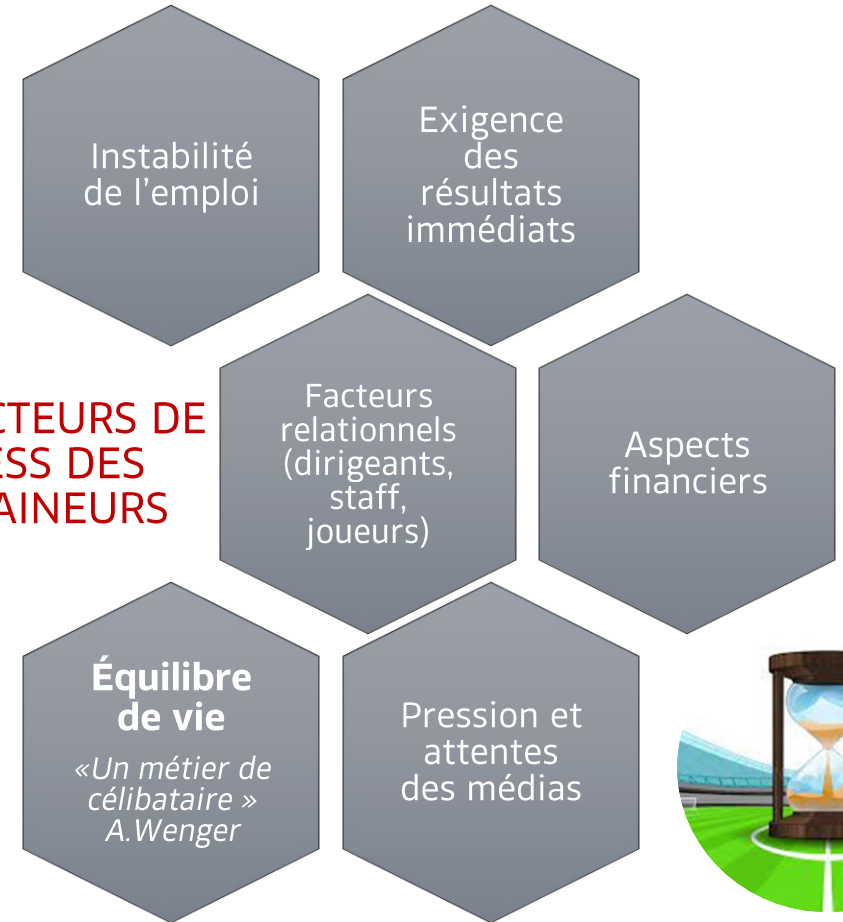 Instabilité
de l'emploi
Exigence
des
résultats
immédiats
CTEURS DE
ESS DES
AINEURS
Facteurs
relationnels
(dirigeants,
staff,
joueurs)
Aspects
financiers
Équilibre
de vie
«Un métier de
célibataire »
A.Wenger
Pression et
attentes
des médias